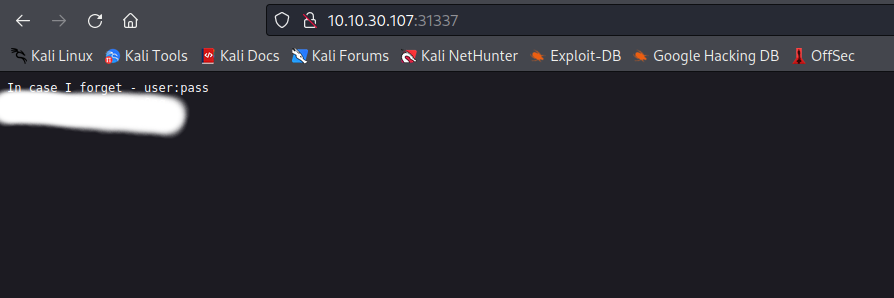 10.10.30.107:31337
Kali Linux Kali Tools Kali Docs Kali Forums Kali NetHunter Exploit-DB Google Hacking DB OffSec
In case I forget - user:pass